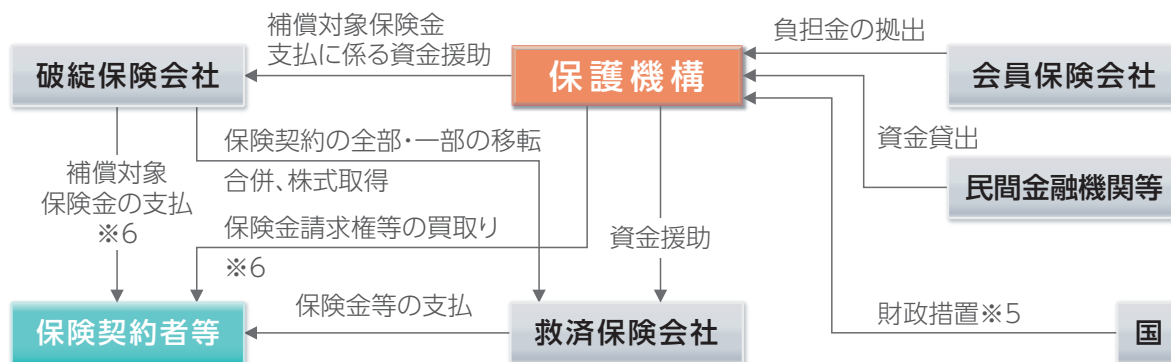 補償対象保険金
支払に係る資金援助
負担金の拠出
破綻保険会社
保護機構
会員保険会社
保険契約の全部・一部の移転
合併、株式取得
資金貸出
補償対象
保険金の支払
※6
民間金融機関等
保険金請求権等の買取り
※6
資金援助
保険金等の支払
財政措置※5
保険契約者等
救済保険会社
国